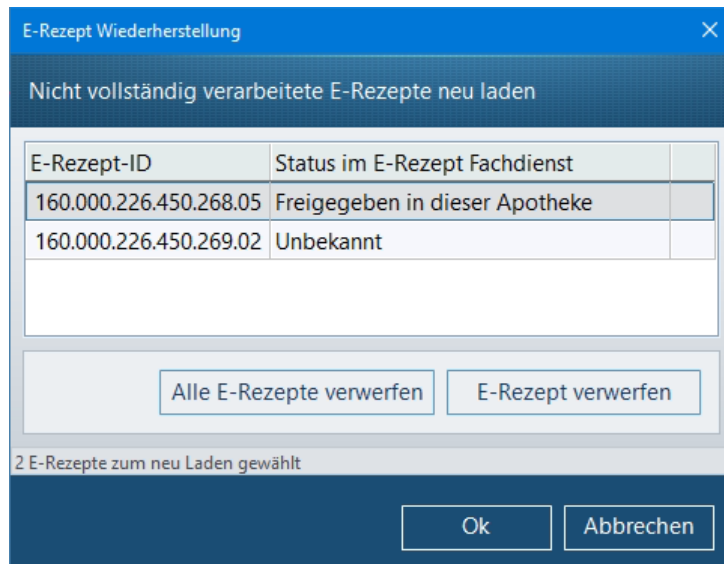 E-Rezept Wiederherstellung
Nicht vollständig verarbeitete E-Rezepte neu laden
E-Rezept-ID Status im E-Rezept Fachdienst
160.000.226.450.268.05 Freigegeben in dieser Apotheke
160.000.226.450.269.02 Unbekannt
Alle E-Rezepte verwerfen E-Rezept verwerfen
2 E-Rezepte zum neu Laden gewählt
Ok Abbrechen